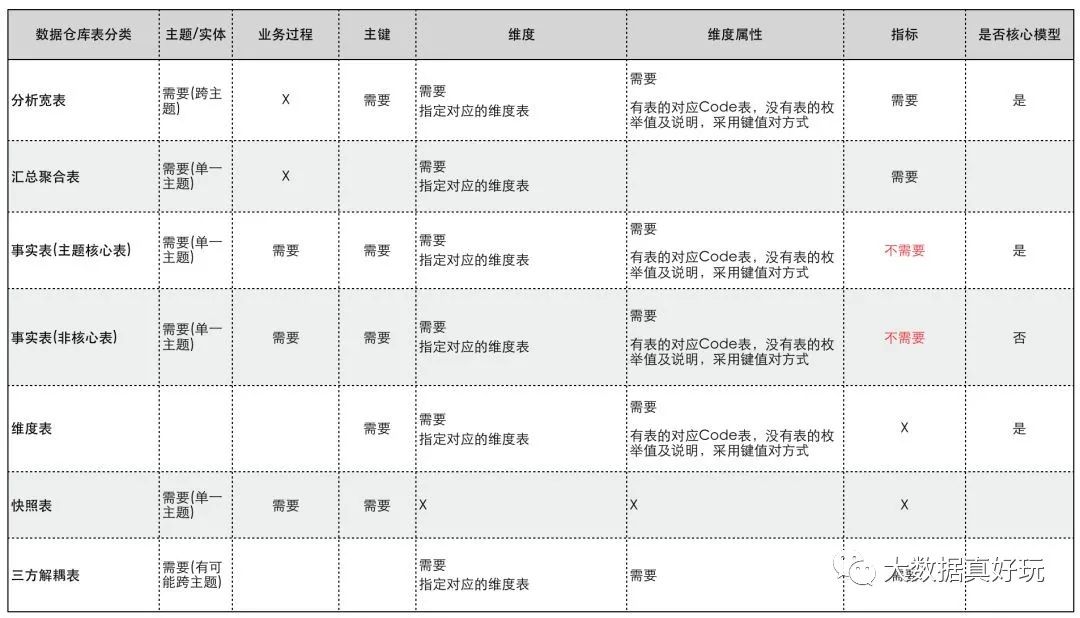 数据仓库表分类 主题/实体 业务过程 主键 维度 维度属性 指标 是否核心模型
分析宽表
需要(跨主
题)
X
需要
需要
指定对应的维度表
需要
有表的对应Code表，没有表的枚
举值及说明，采用键值对方式
需要
是
汇总聚合表
需要(单一
主题)
X
需要
指定对应的维度表
需要
事实表(主题核心表)
需要(单一
主题)
需要
需要
需要
指定对应的维度表
需要
有表的对应Code表，没有表的枚
举值及说明，采用键值对方式
不需要
是
事实表(非核心表)
需要(单一
主题)
需要
需要
需要
指定对应的维度表
需要
有表的对应Code表，没有表的枚
举值及说明，采用键值对方式
不需要
否
维度表
需要
需要
指定对应的维度表
需要
有表的对应Code表，没有表的枚
举值及说明，采用键值对方式
X
是
快照表
需要(单一
主题)
需要
需要
X
X
X
三方解耦表
需要(有可
能跨主题)
需要
指定对应的维度表
需要
大数据真好玩